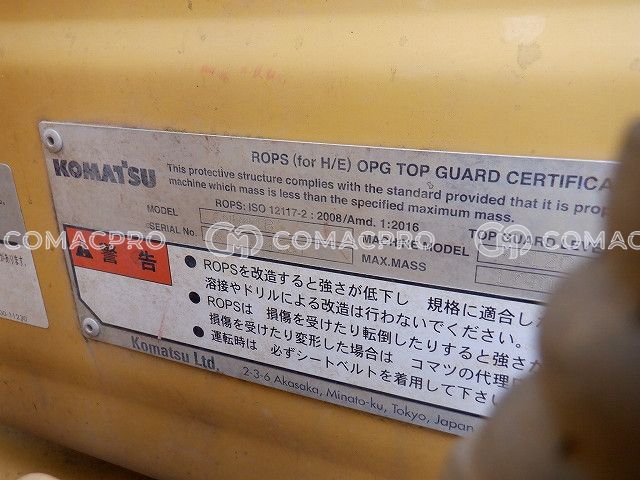 KOMATSU
ROPS (for H/E) OPG TOP GUARD CERTIFICA
This protective structure complies with the standard provided that it is prop
machine which mass is less than the specified maximum mass.
ROPS: ISO 12117-2 : 2008/Amd. 1:2016
MODEL
TOP GUARD
SERIAL No.
MODEL
MAX.MASS
COMACPRO COMACPRO COMACPRO
警告
● ROPSを改造すると強さが低下し 規格に適合した
溶接やドリルによる改造は行わないでください。
● ROPSは 損傷を受けたり転倒したりすると強さが
損傷を受けたり変形した場合は コマツの代理
● 運転時は 必ずシートベルトを着用して下さ
Komatsu Ltd.
2-3-6 Akasaka, Minato-ku, Tokyo, Japan